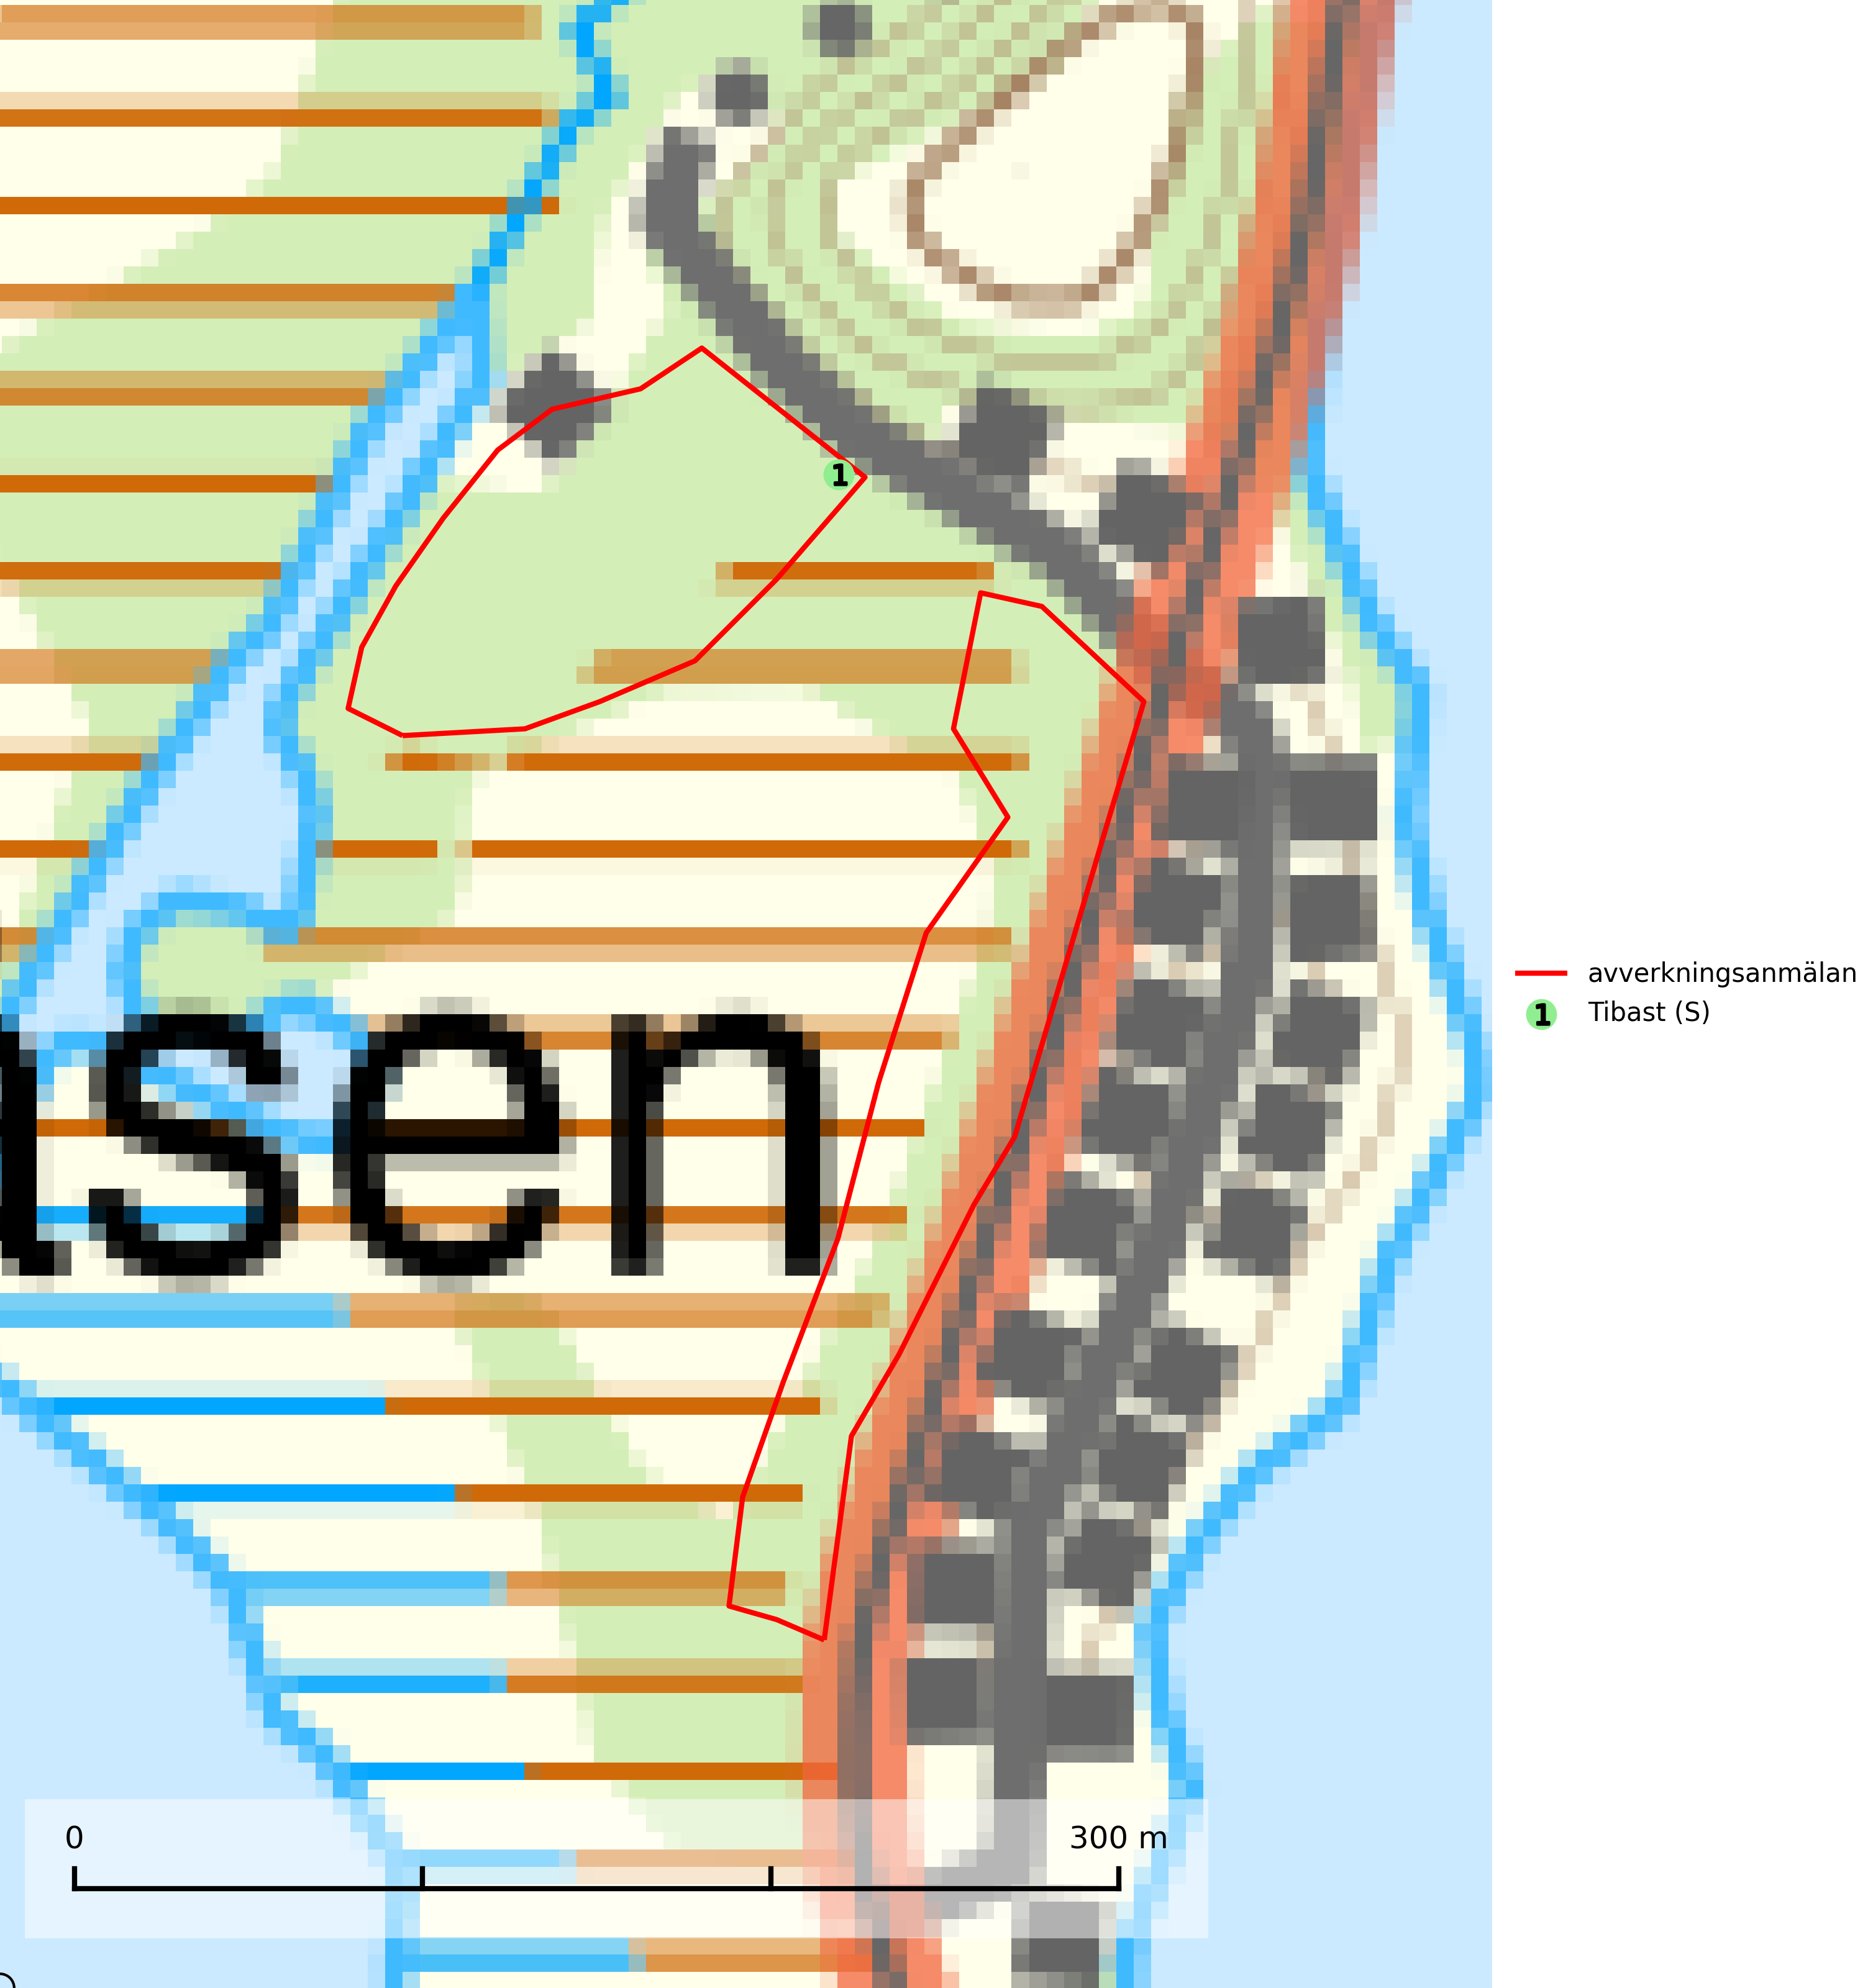 1
sen
avverkningsanmälan
1 Tibast (S)
0 300 m